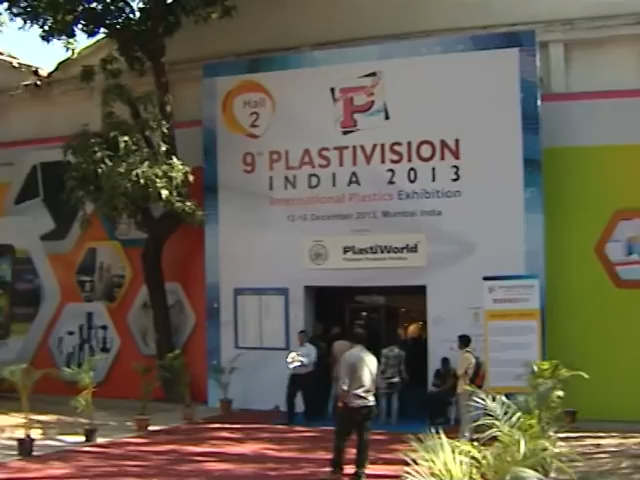 Hall
2
P
9th PLASTIVISION
INDIA 2013
International Plastics Exhibition
12-16 December 2013, Mumbai India
PlastiWorld